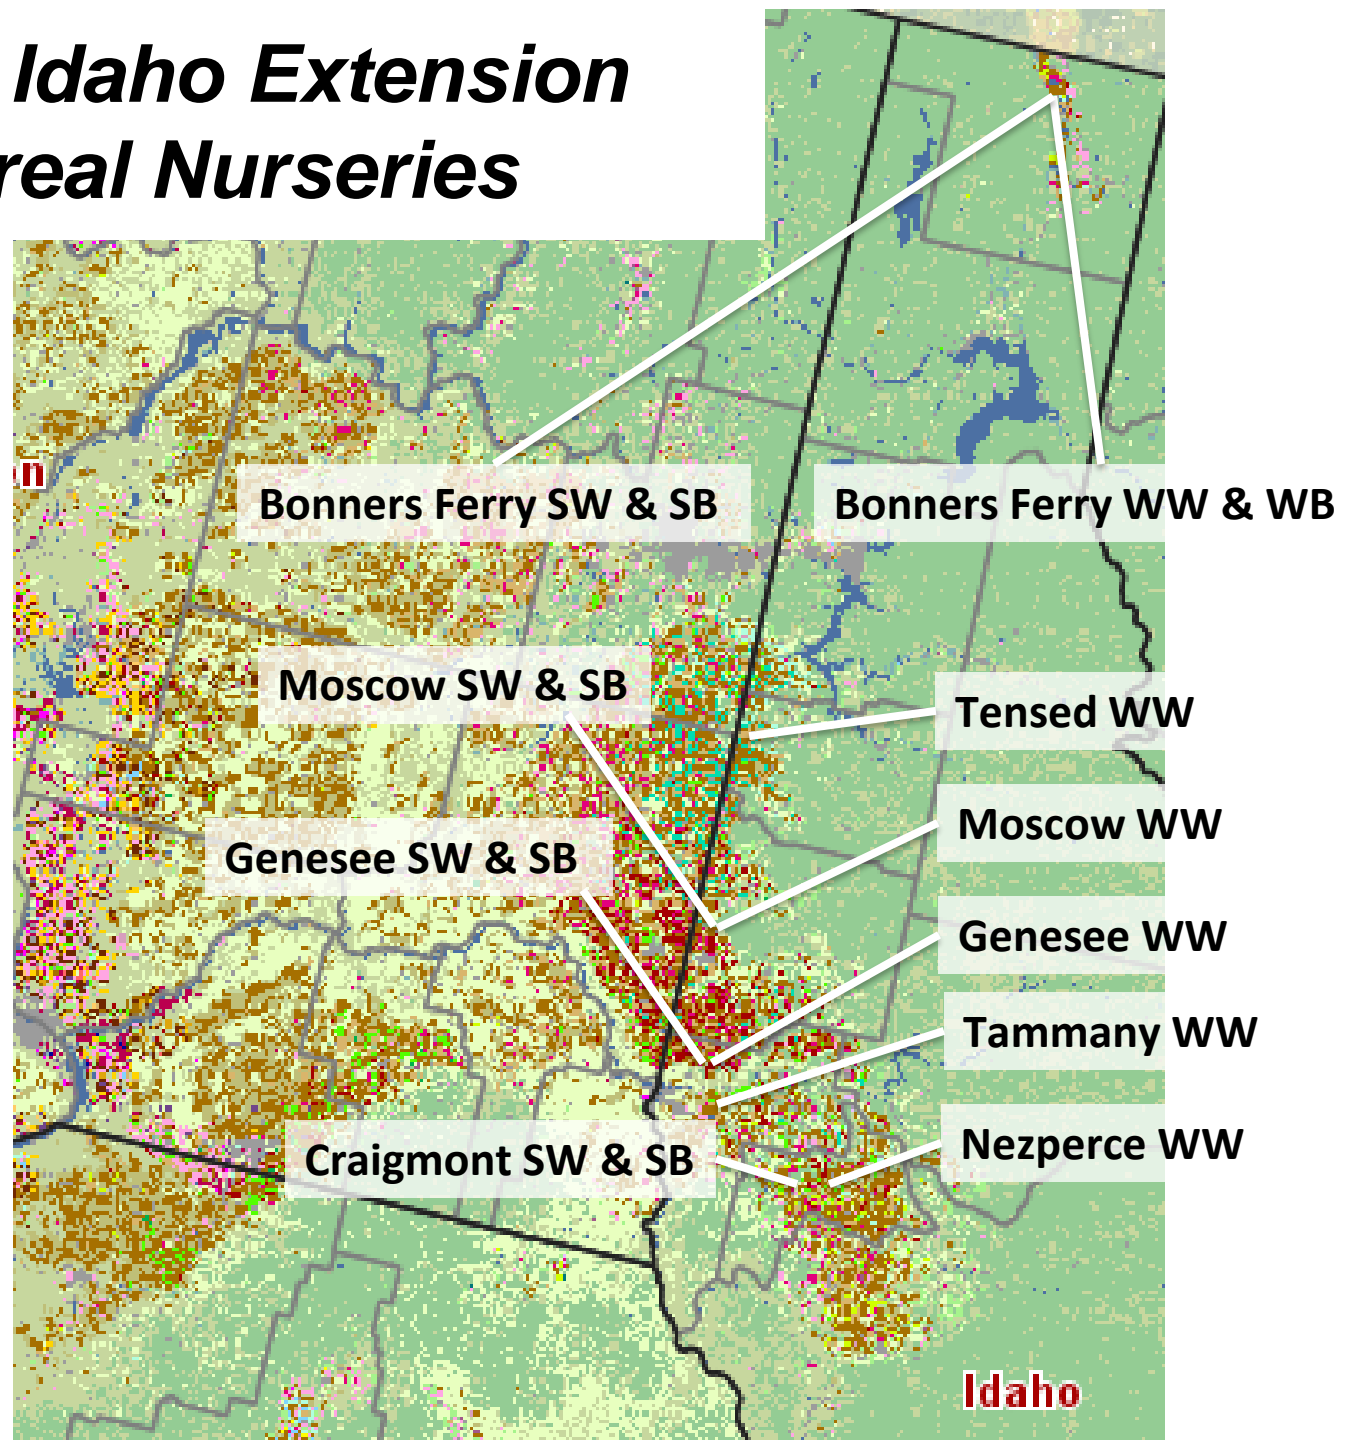 Idaho Extension
real Nurseries
n
Bonners Ferry SW & SB
Bonners Ferry WW & WB
Moscow SW & SB
Tensed WW
Moscow WW
Genesee SW & SB
Genesee WW
Tammany WW
Craigmont SW & SB
Nezperce WW
Idaho